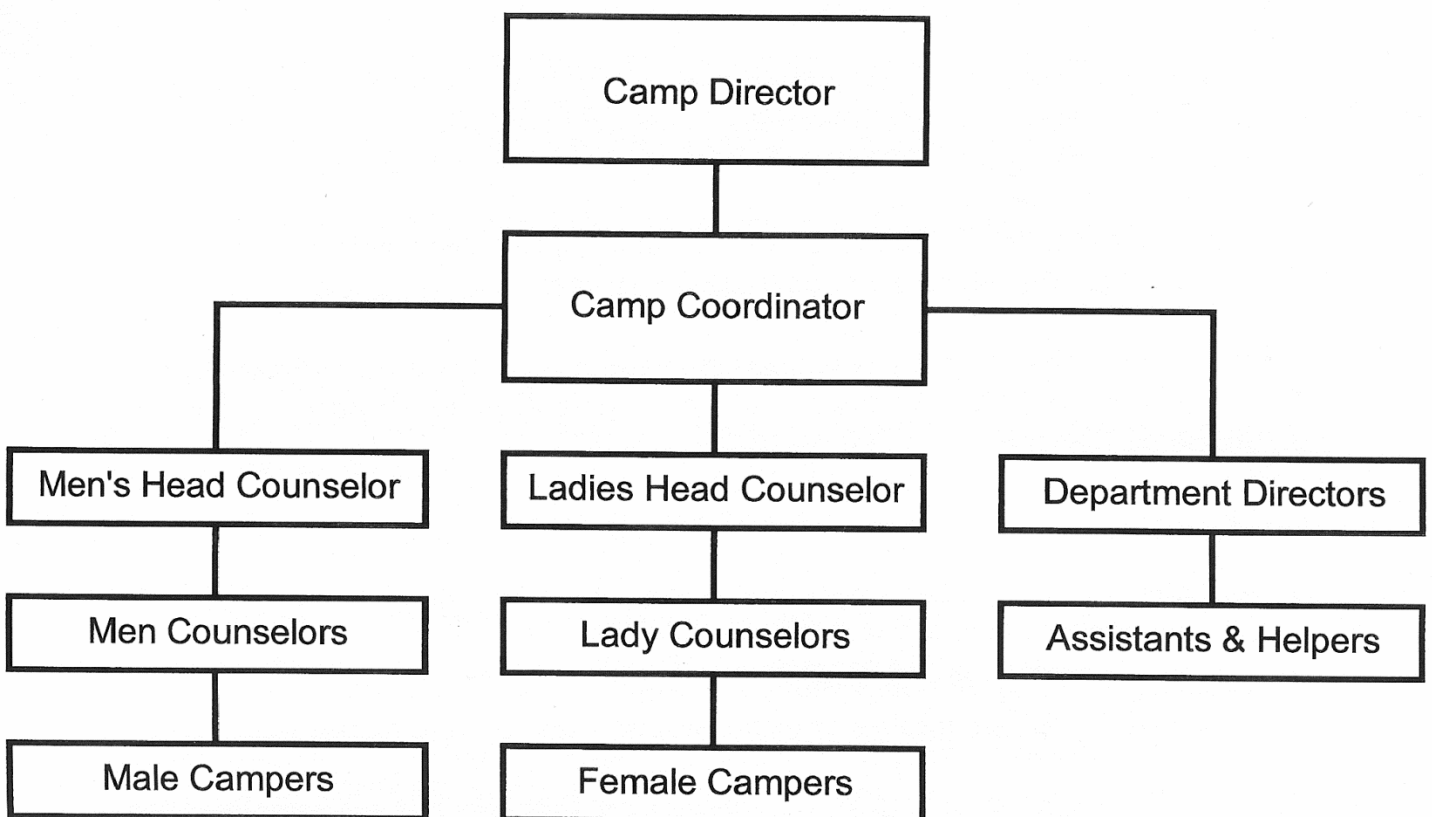 Camp Director
Camp Coordinator
Men's Head Counselor
Ladies Head Counselor
Department Directors
Men Counselors
Lady Counselors
Assistants & Helpers
Male Campers
Female Campers